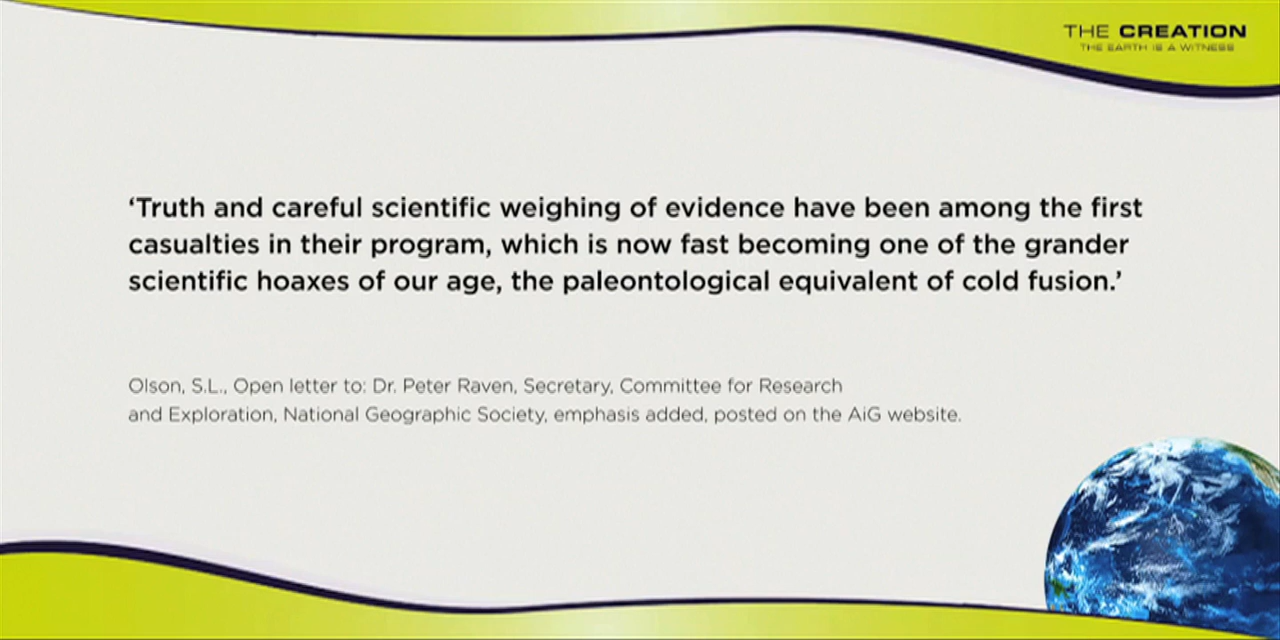 THE CREATION
THE EARTH IS A WITNESS
‘Truth and careful scientific weighing of evidence have been among the first
casualties in their program, which is now fast becoming one of the grander
scientific hoaxes of our age, the paleontological equivalent of cold fusion.’
Olson, S.L., Open letter to: Dr. Peter Raven, Secretary, Committee for Research
and Exploration, National Geographic Society, emphasis added, posted on the AiG website.